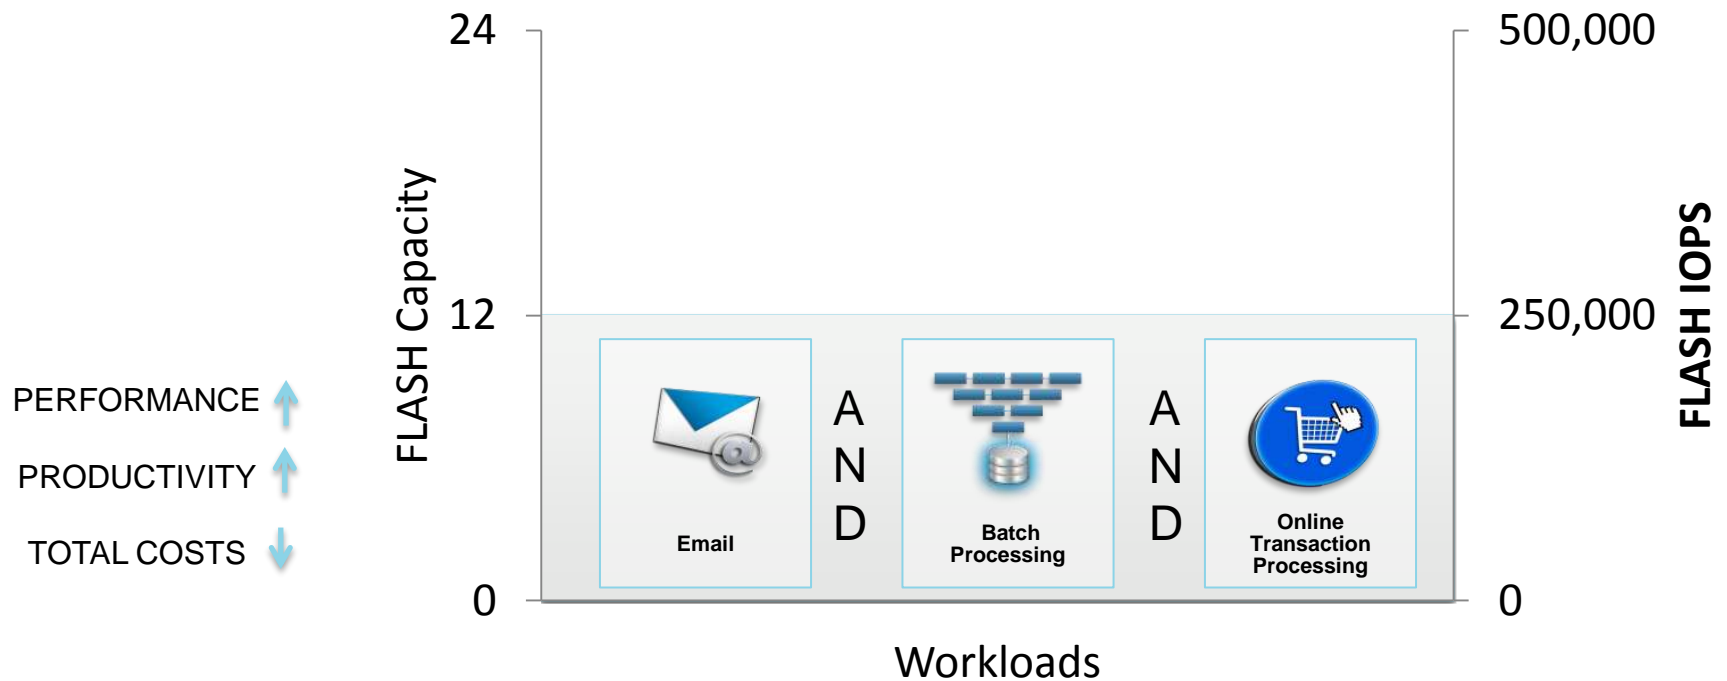 24
12
0
FLASH Capacity
500,000
250,000
0
FLASH IOPS
PERFORMANCE
PRODUCTIVITY
TOTAL COSTS
@
Email
A
N
D
Batch
Processing
A
N
D
Online
Transaction
Processing
Workloads